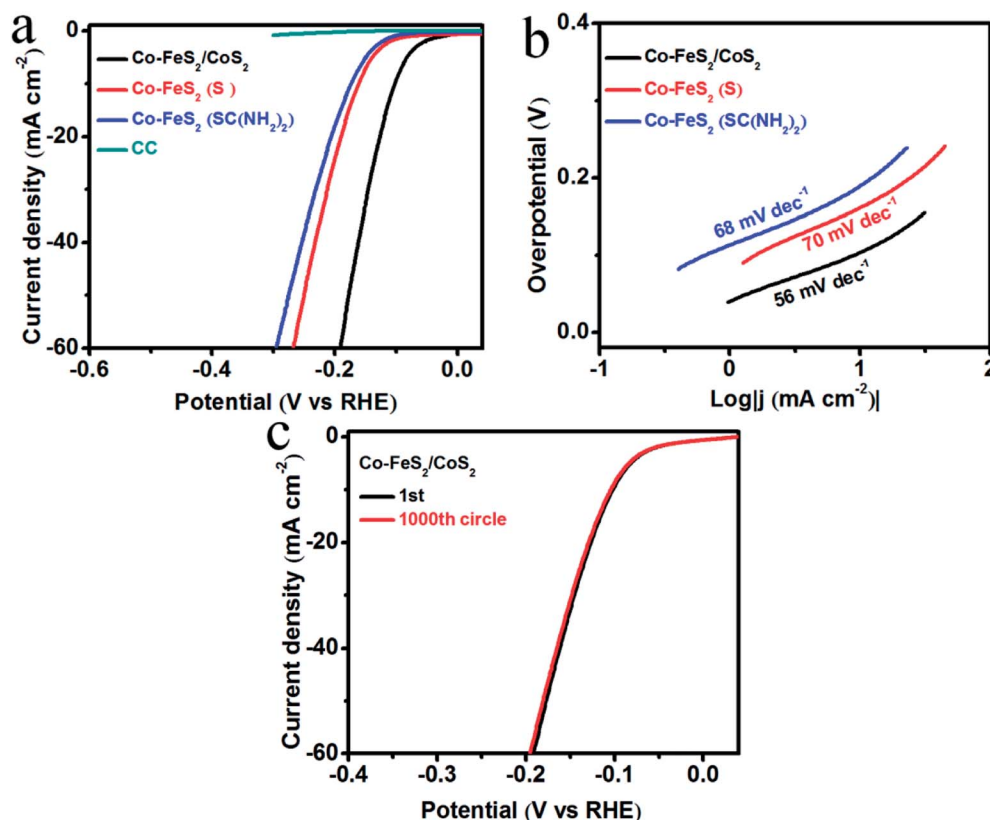 a
Current density (mA cm⁻²)
0
-20
-40
-60
Co-FeS₂/CoS₂
Co-FeS₂ (S )
Co-FeS₂ (SC(NH₂)₂)
CC
-0.6
-0.4
-0.2
0.0
Potential (V vs RHE)
b
Overpotential (V)
0.4
0.2
0.0
Co-FeS₂/CoS₂
Co-FeS₂ (S)
Co-FeS₂ (SC(NH₂)₂)
68 mV dec⁻¹
70 mV dec⁻¹
56 mV dec⁻¹
-1
0
1
2
Log|j (mA cm⁻²)|
c
Current density (mA cm⁻²)
0
-20
-40
-60
Co-FeS₂/CoS₂
1st
1000th circle
-0.4
-0.3
-0.2
-0.1
0.0
Potential (V vs RHE)